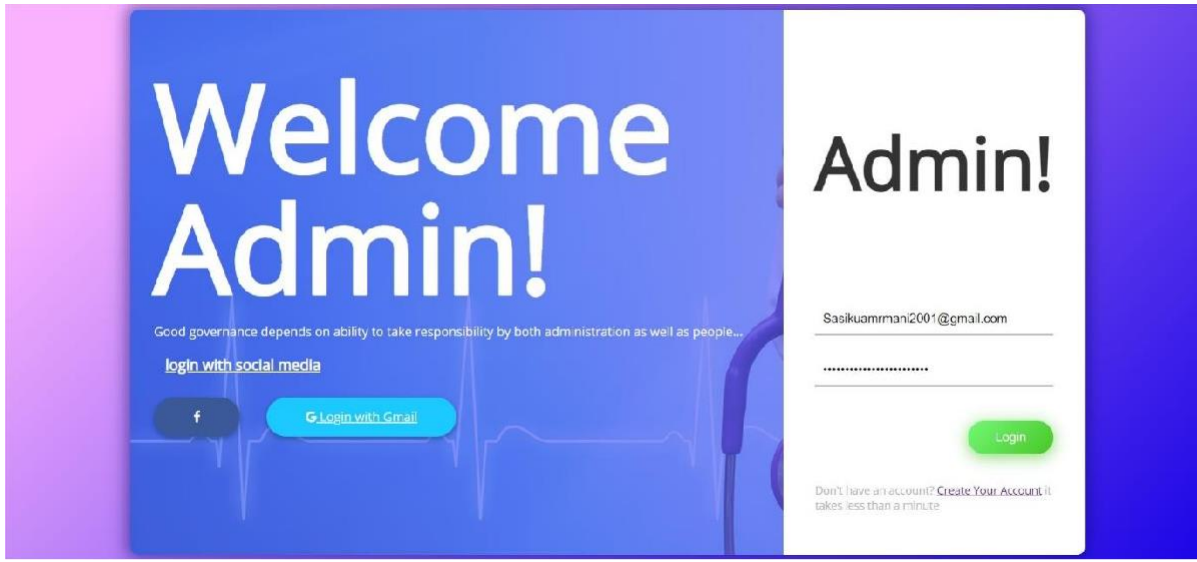 Welcome
Admin!
Good governance depends on ability to take responsibility by both administration as well as people...
login with social media
f
G Login with Gmail
Admin!
Sasikuamrmani2001@gmail.com
Login
Don't have an account? Create Your Account it
takes less than a minute